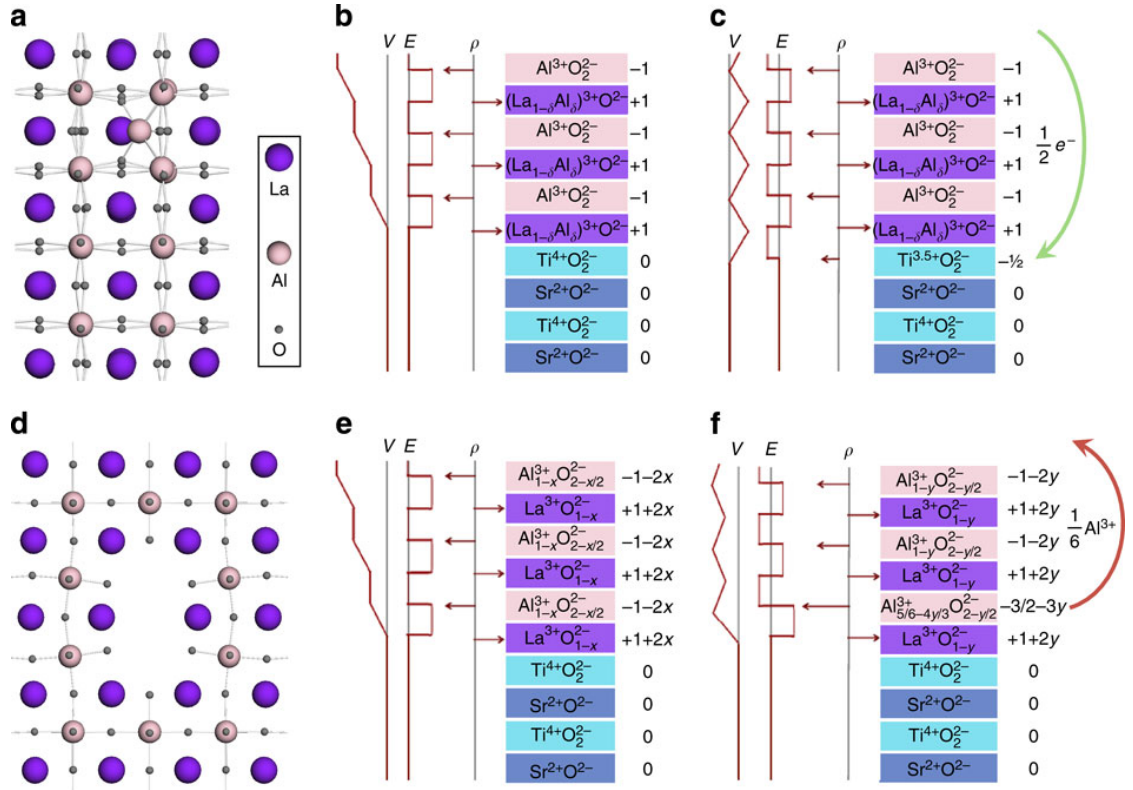 a
La
Al
O
b
V E ρ
Al³⁺O₂²⁻ −1
(La₁₋δAlδ)³⁺O²⁻ +1
Al³⁺O₂²⁻ −1
(La₁₋δAlδ)³⁺O²⁻ +1
Al³⁺O₂²⁻ −1
(La₁₋δAlδ)³⁺O²⁻ +1
Ti⁴⁺O₂²⁻ 0
Sr²⁺O²⁻ 0
Ti⁴⁺O₂²⁻ 0
Sr²⁺O²⁻ 0
c
V E ρ
Al³⁺O₂²⁻ −1
(La₁₋δAlδ)³⁺O²⁻ +1
Al³⁺O₂²⁻ −1
1/2 e⁻
(La₁₋δAlδ)³⁺O²⁻ +1
Al³⁺O₂²⁻ −1
(La₁₋δAlδ)³⁺O²⁻ +1
Ti³·⁵⁺O₂²⁻ −½
Sr²⁺O²⁻ 0
Ti⁴⁺O₂²⁻ 0
Sr²⁺O²⁻ 0
d
e
V E ρ
Al³⁺₁₋ₓO²⁻₂₋ₓ/₂ −1−2x
La³⁺O²⁻₁₋ₓ +1+2x
Al³⁺₁₋ₓO²⁻₂₋ₓ/₂ −1−2x
La³⁺O²⁻₁₋ₓ +1+2x
Al³⁺₁₋ₓO²⁻₂₋ₓ/₂ −1−2x
La³⁺O²⁻₁₋ₓ +1+2x
Ti⁴⁺O₂²⁻ 0
Sr²⁺O²⁻ 0
Ti⁴⁺O₂²⁻ 0
Sr²⁺O²⁻ 0
f
V E ρ
Al³⁺1−yO²⁻2−y/2 −1−2y
La³⁺O²⁻1−y +1+2y
1/6 Al³⁺
Al³⁺1−yO²⁻2−y/2 −1−2y
La³⁺O²⁻1−y +1+2y
Al³⁺5/6−4y/3O²⁻2−y/2 −3/2−3y
La³⁺O²⁻1−y +1+2y
Ti⁴⁺O₂²⁻ 0
Sr²⁺O²⁻ 0
Ti⁴⁺O₂²⁻ 0
Sr²⁺O²⁻ 0